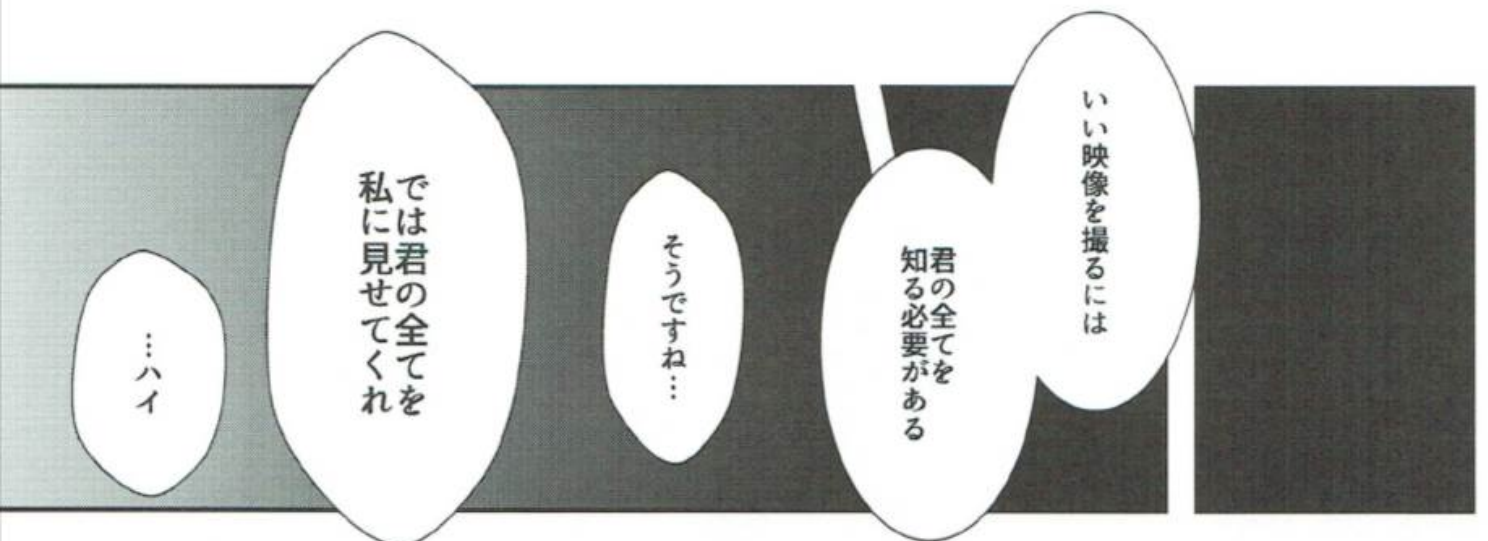 いい映像を撮るには
君の全てを
知る必要がある
そうですね…
では君の全てを
私に見せてくれ
…ハイ